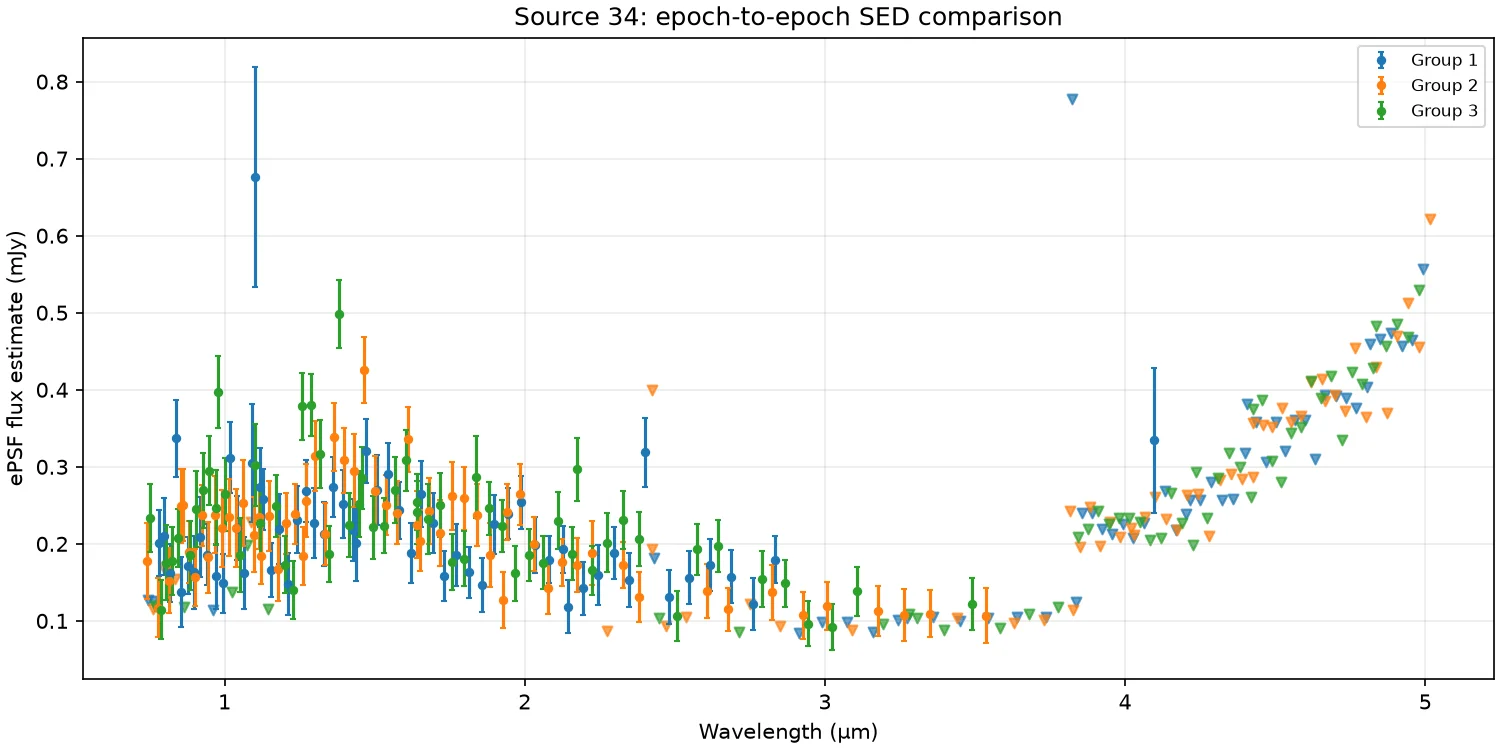 Source 34: epoch-to-epoch SED comparison
ePSF flux estimate (mJy)
0.8
0.7
0.6
0.5
0.4
0.3
0.2
0.1
Group 1
Group 2
Group 3
1
2
3
4
5
Wavelength (μm)